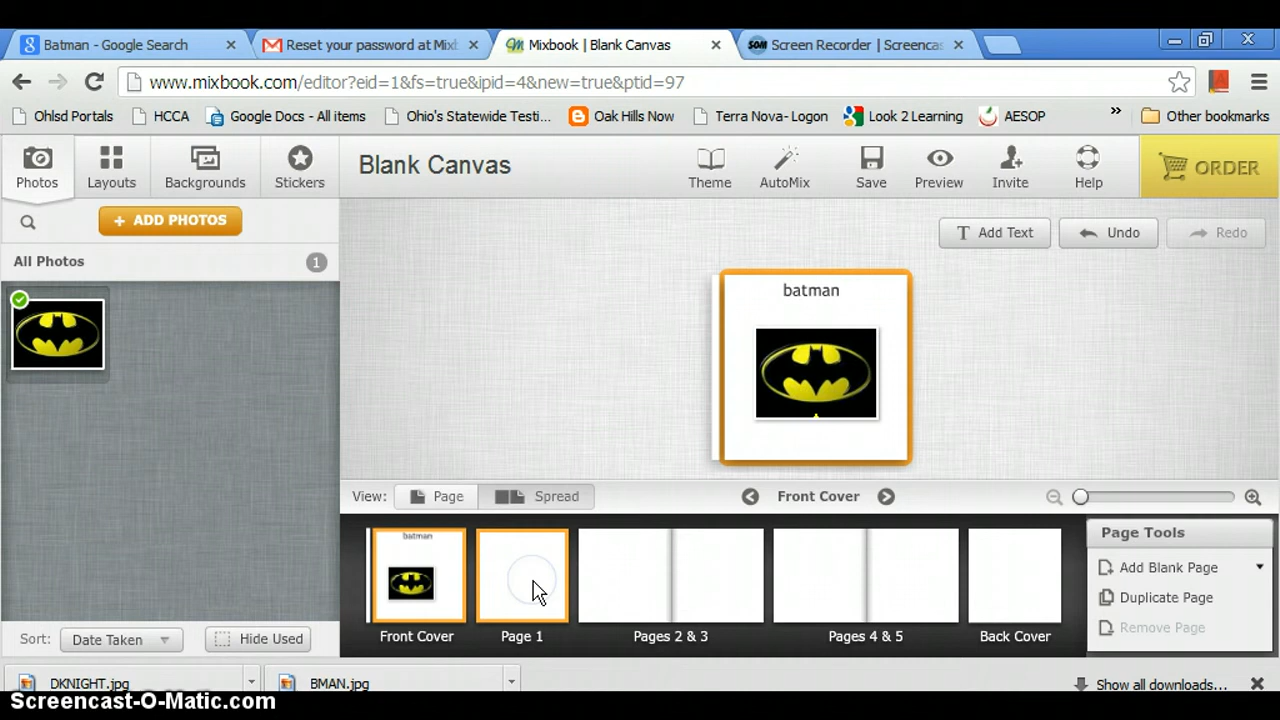 Batman - Google Search
Reset your password at Mixb
Mixbook | Blank Canvas
Screen Recorder | Screencas
www.mixbook.com/editor?eid=1&fs=true&ipid=4&new=true&ptid=97
Ohlsd Portals
HCCA
Google Docs - All items
Ohio's Statewide Testi...
Oak Hills Now
Terra Nova- Logon
Look 2 Learning
AESOP
»
Other bookmarks
Photos
Layouts
Backgrounds
Stickers
Blank Canvas
Theme
AutoMix
Save
Preview
Invite
Help
ORDER
+ ADD PHOTOS
T Add Text
Undo
Redo
All Photos
1
batman
View:
Page
Spread
Front Cover
batman
Front Cover
Page 1
Pages 2 & 3
Pages 4 & 5
Back Cover
Page Tools
Add Blank Page
Duplicate Page
Remove Page
Sort:
Date Taken
Hide Used
DKNIGHT.jpg
BMAN.jpg
Show all downloads...
Screencast-O-Matic.com